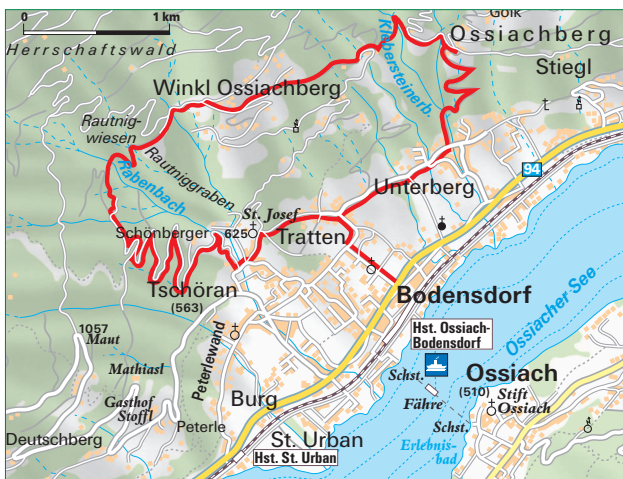 0 1 km
Herrschaftswald
Golk
Ossiachberg
Stiegl
Klebersteinerb.
Winkl Ossiachberg
Rautnig-
wiesen
Rautniggraben
Rabenbach
94
Unterberg
St. Josef
625
Schönberger
Tratten
Tschöran
(563)
Bodensdorf
Ossiacher See
Hst. Ossiach-
Bodensdorf
1057
Maut
Peterlewand
Mathiasl
Schst.
Ossiach
(510)
Stift
Ossiach
Fähre
Gasthof
Stoffl
Burg
Schst.
Peterle
Deutschberg
St. Urban
Hst. St. Urban
Erlebnis-
bad